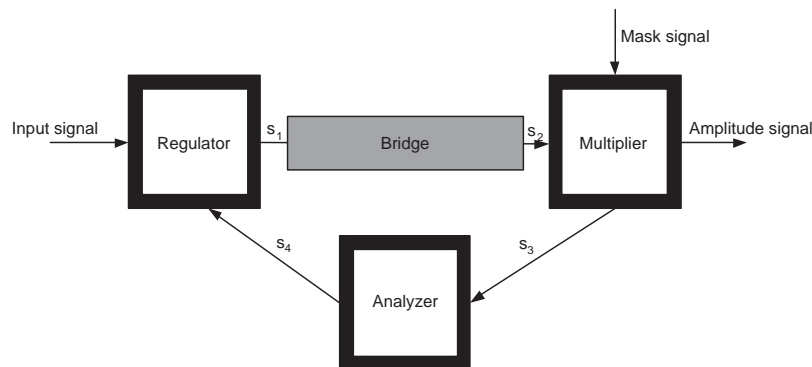 Mask signal
Input signal
Regulator
s1
Bridge
s2
Multiplier
Amplitude signal
s4
s3
Analyzer